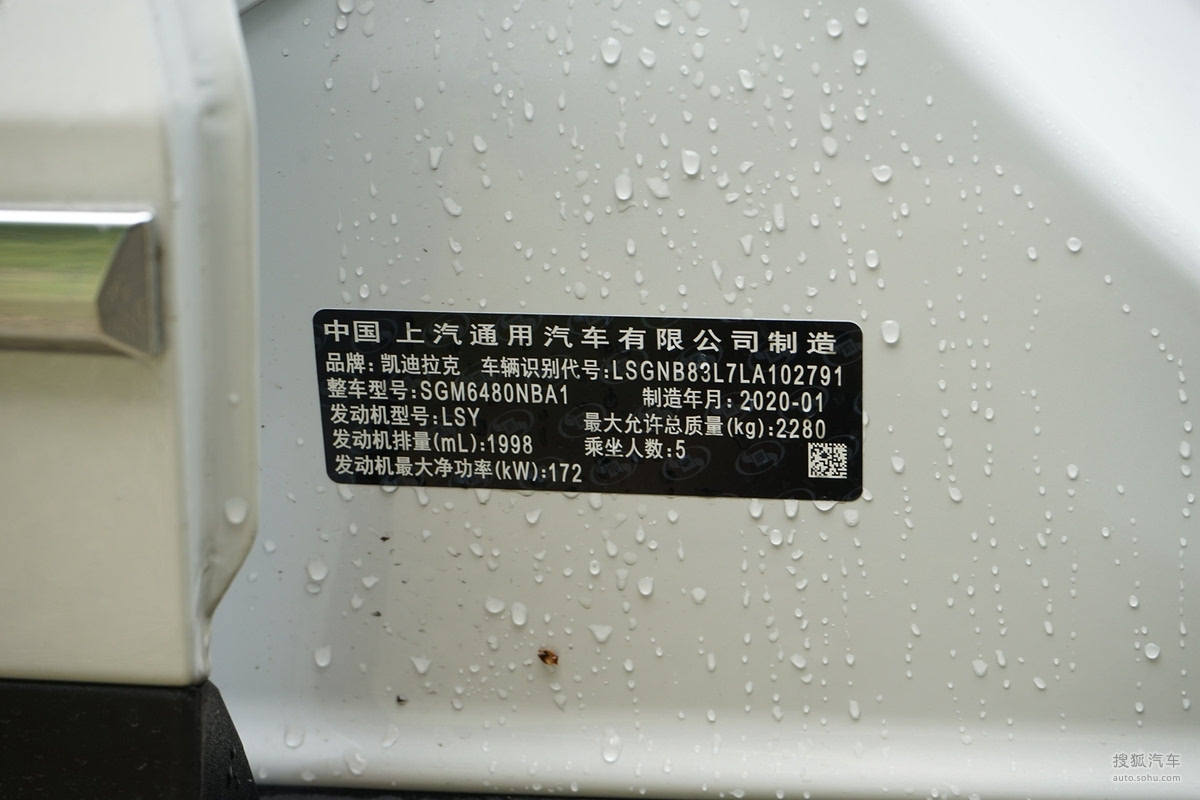 中国 上汽通用汽车有限公司制造
品牌: 凯迪拉克 车辆识别代号:LSGNB83L7LA102791
整车型号:SGM6480NBA1 制造年月: 2020-01
发动机型号:LSY 最大允许总质量(kg):2280
发动机排量(mL):1998 乘坐人数:5
发动机最大净功率(kW):172
搜狐汽车
auto.sohu.com